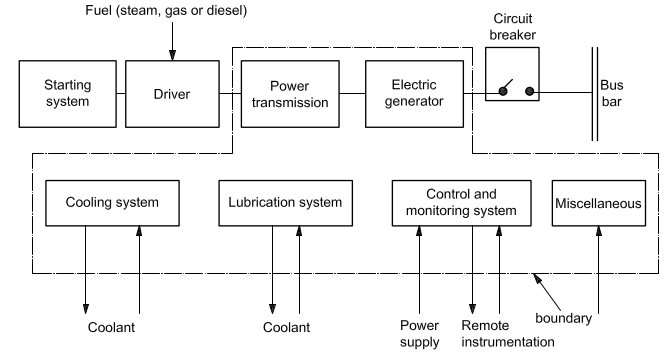 Fuel (steam, gas or diesel)
Circuit
breaker
Starting
system
Driver
Power
transmission
Electric
generator
Bus
bar
Cooling system
Lubrication system
Control and
monitoring system
Miscellaneous
Coolant
Coolant
Power
supply
Remote
instrumentation
boundary